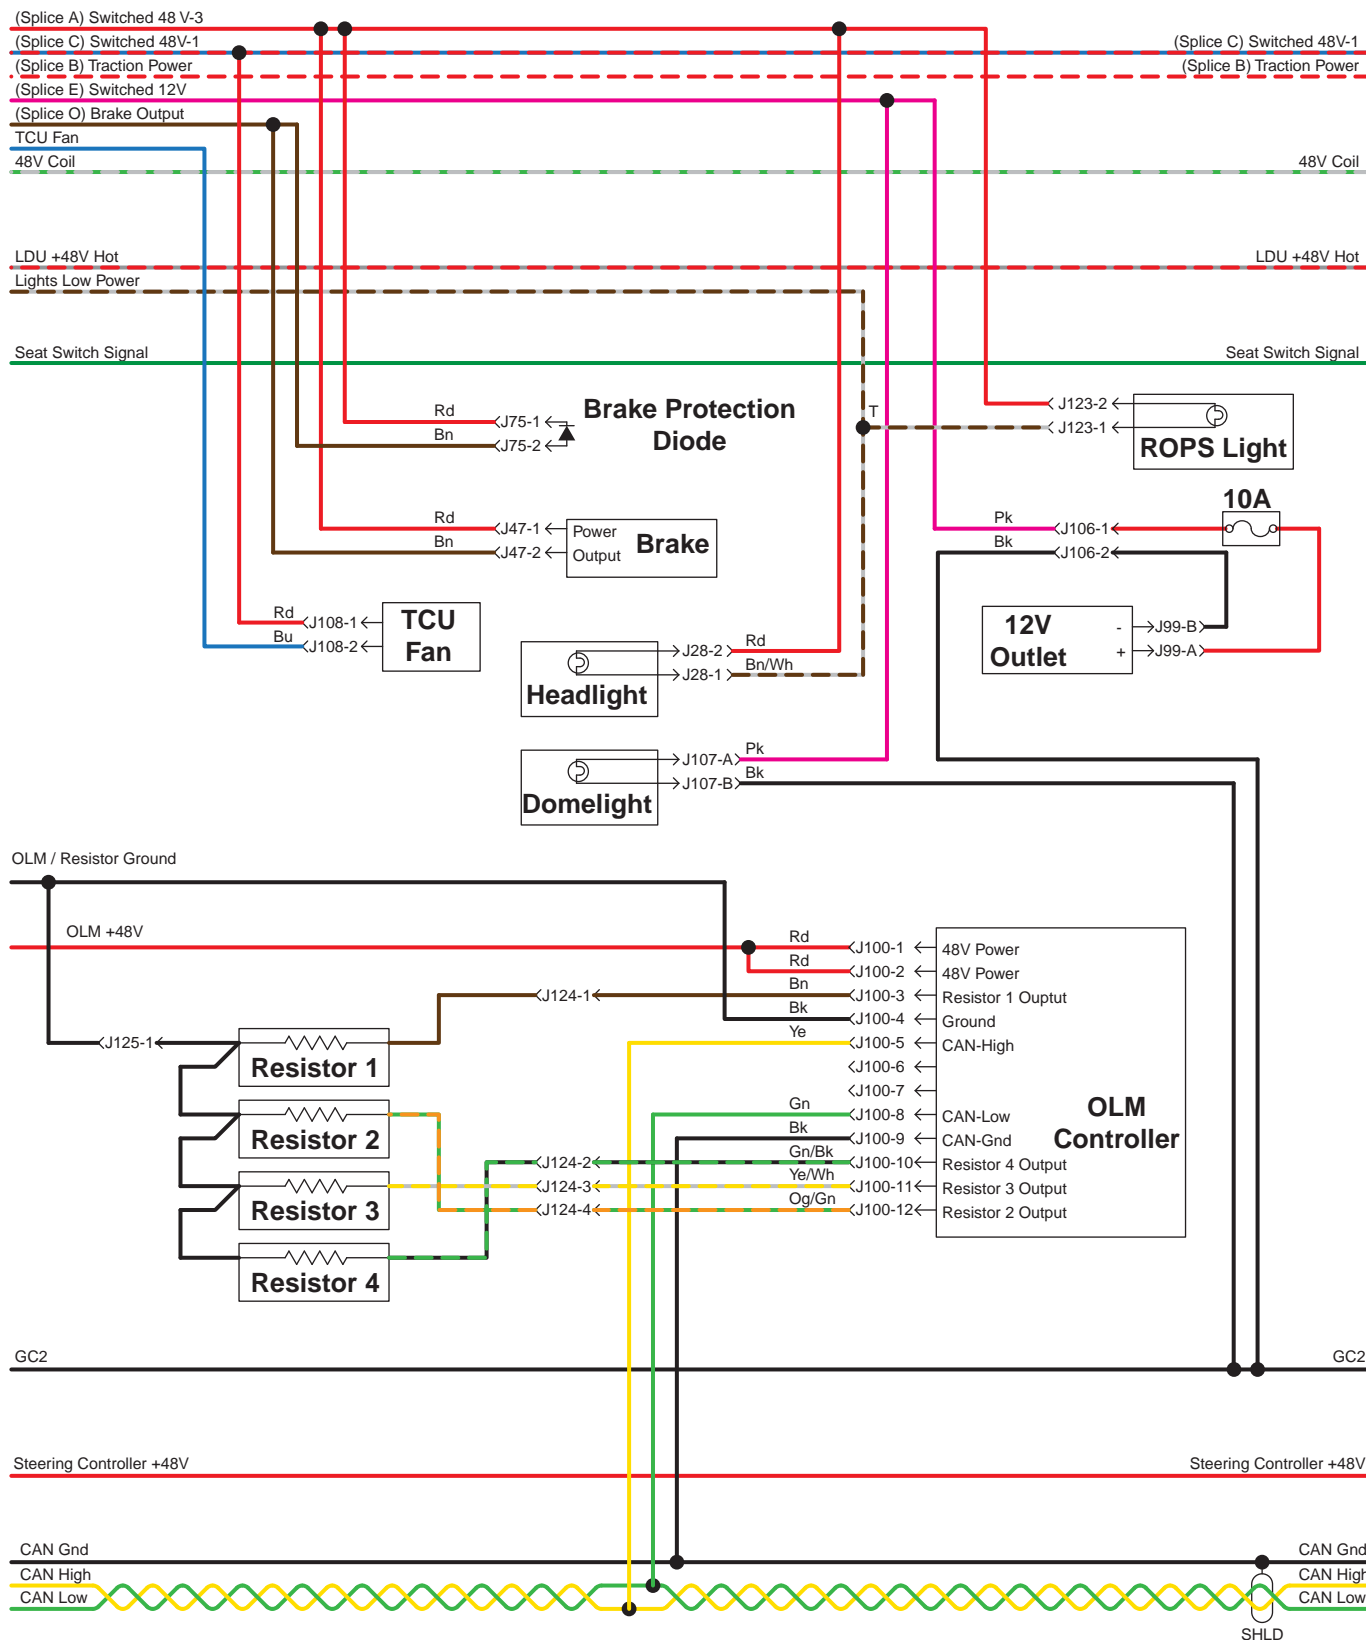 (Splice A) Switched 48 V-3
(Splice C) Switched 48V-1
(Splice C) Switched 48V-1
(Splice B) Traction Power
(Splice B) Traction Power
(Splice E) Switched 12V
(Splice O) Brake Output
TCU Fan
48V Coil
48V Coil
LDU +48V Hot
LDU +48V Hot
Lights Low Power
Seat Switch Signal
Seat Switch Signal
Rd
J75-1
Bn
J75-2
Brake Protection
Diode
T
J123-2
J123-1
ROPS Light
10A
Rd
J47-1
Power
Bn
J47-2
Output
Brake
Pk
J106-1
Bk
J106-2
Rd
J108-1
Bu
J108-2
TCU
Fan
12V
Outlet
-
J99-B
+
J99-A
Headlight
J28-2
Rd
J28-1
Bn/Wh
Domelight
J107-A
Pk
J107-B
Bk
OLM / Resistor Ground
OLM +48V
Rd
J100-1
48V Power
Rd
J100-2
48V Power
J124-1
Bn
J100-3
Resistor 1 Ouptut
Bk
J100-4
Ground
J125-1
Ye
J100-5
CAN-High
Resistor 1
J100-6
J100-7
Gn
J100-8
CAN-Low
OLM
Controller
Resistor 2
Bk
J100-9
CAN-Gnd
J124-2
Gn/Bk
J100-10
Resistor 4 Output
J124-3
Ye/Wh
J100-11
Resistor 3 Output
Resistor 3
J124-4
Og/Gn
J100-12
Resistor 2 Output
Resistor 4
GC2
GC2
Steering Controller +48V
Steering Controller +48V
CAN Gnd
CAN Gnd
CAN High
CAN High
CAN Low
CAN Low
SHLD